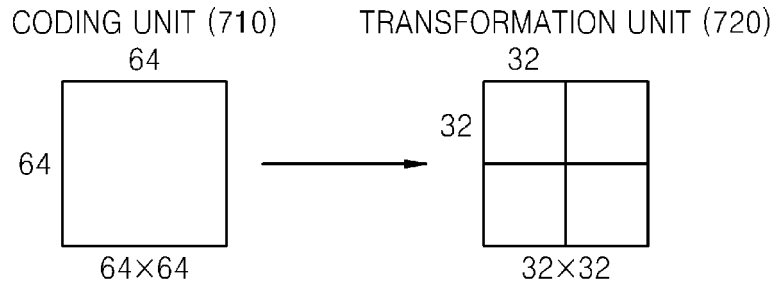 CODING UNIT (710) TRANSFORMATION UNIT (720)
64 32
64 32
64×64 32×32